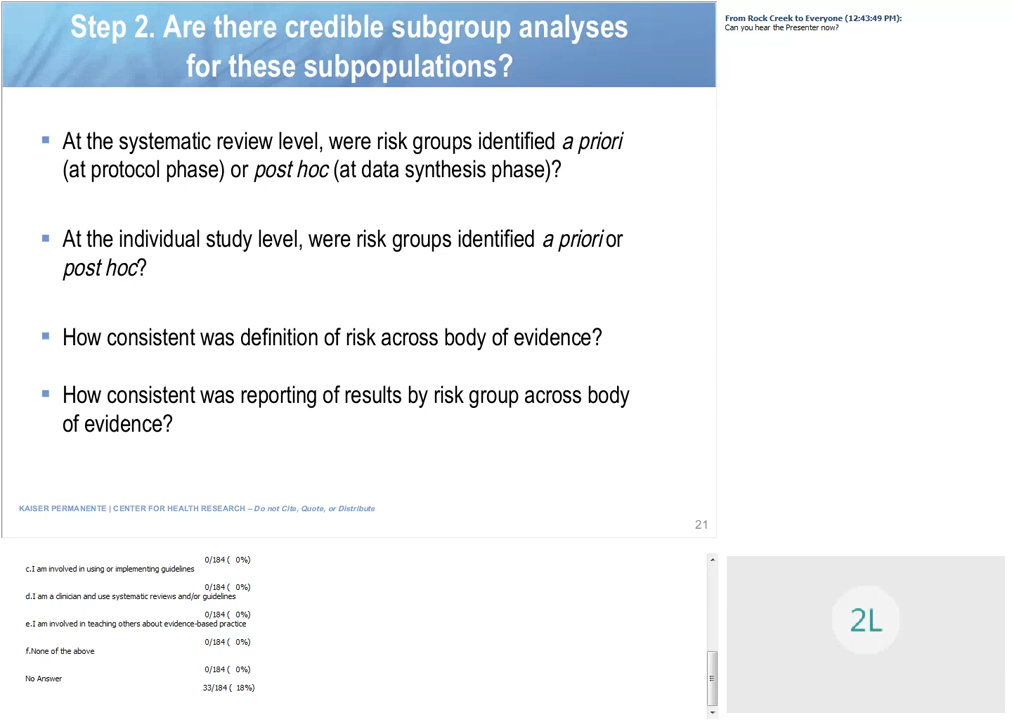 Step 2. Are there credible subgroup analyses
for these subpopulations?
At the systematic review level, were risk groups identified a priori
(at protocol phase) or post hoc (at data synthesis phase)?
At the individual study level, were risk groups identified a priori or
post hoc?
How consistent was definition of risk across body of evidence?
How consistent was reporting of results by risk group across body
of evidence?
KAISER PERMANENTE | CENTER FOR HEALTH RESEARCH – Do not Cite, Quote, or Distribute
21
From Rock Creek to Everyone (12:43:49 PM):
Can you hear the Presenter now?
0/184 ( 0%)
c.I am involved in using or implementing guidelines
0/184 ( 0%)
d.I am a clinician and use systematic reviews and/or guidelines
0/184 ( 0%)
e.I am involved in teaching others about evidence-based practice
0/184 ( 0%)
f.None of the above
0/184 ( 0%)
No Answer
33/184 ( 18%)
2L